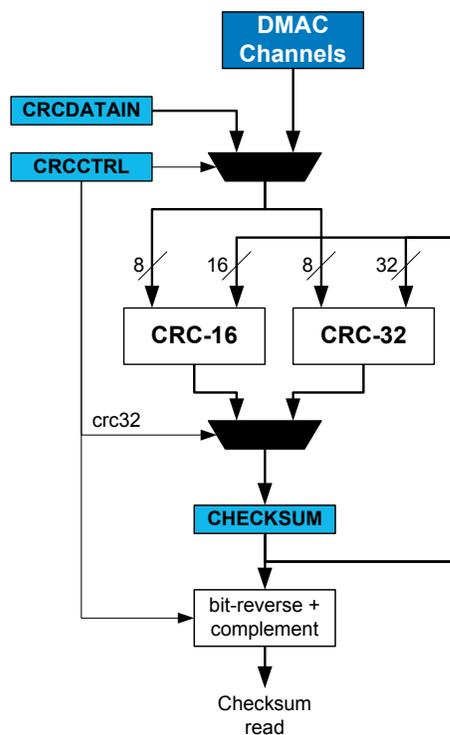 DMAC
Channels
CRCDATAIN
CRCCTRL
8
16
8
32
CRC-16
CRC-32
crc32
CHECKSUM
bit-reverse +
complement
Checksum
read